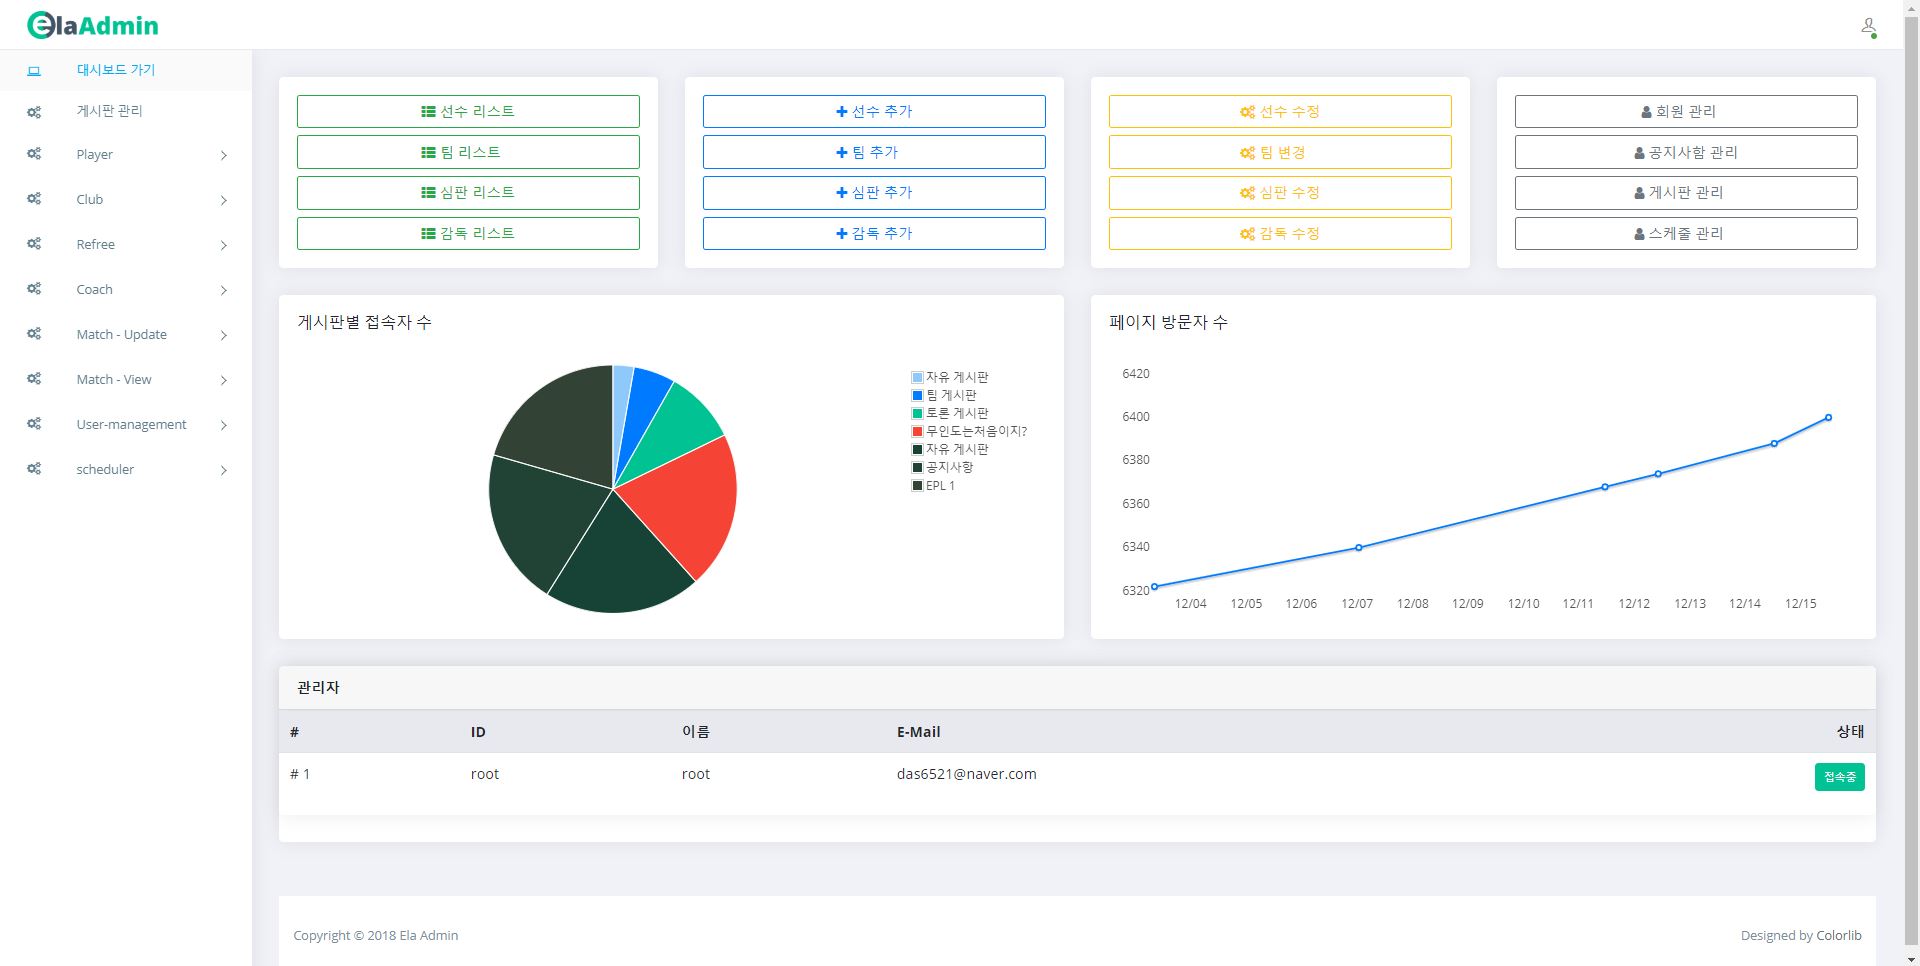 elaAdmin
대시보드 가기
게시판 관리
Player
Club
Refree
Coach
Match - Update
Match - View
User-management
scheduler
선수 리스트
팀 리스트
심판 리스트
감독 리스트
선수 추가
팀 추가
심판 추가
감독 추가
선수 수정
팀 변경
심판 수정
감독 수정
회원 관리
공지사함 관리
게시판 관리
스케줄 관리
게시판별 접속자 수
자유 게시판
팀 게시판
토론 게시판
무인도는처음이지?
자유 게시판
공지사항
EPL 1
페이지 방문자 수
6420
6400
6380
6360
6340
6320
12/04 12/05 12/06 12/07 12/08 12/09 12/10 12/11 12/12 12/13 12/14 12/15
관리자
# ID 이름 E-Mail 상태
# 1 root root das6521@naver.com 접속중
Copyright © 2018 Ela Admin
Designed by Colorlib